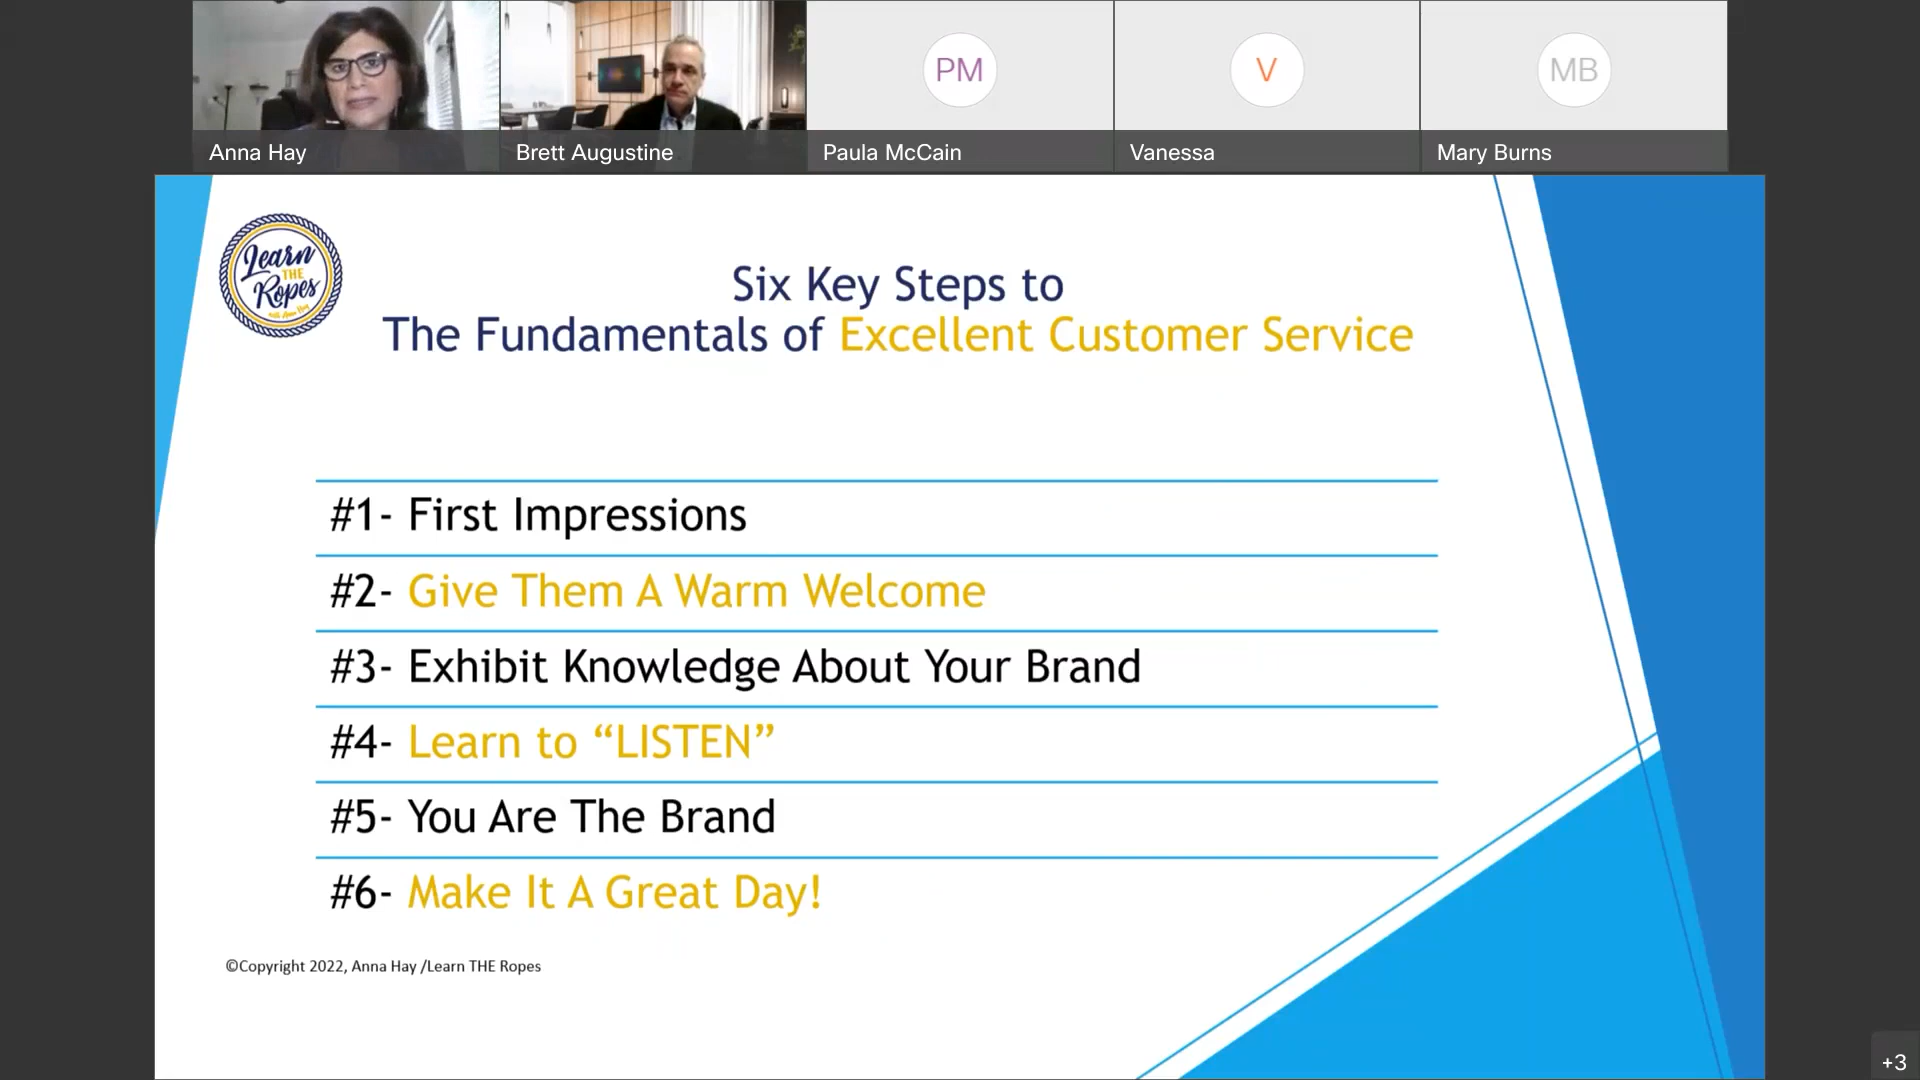 PM
V
MB
Anna Hay
Brett Augustine
Paula McCain
Vanessa
Mary Burns
Learn
THE
Ropes
with Anna Hay
Six Key Steps to
The Fundamentals of Excellent Customer Service
#1- First Impressions
#2- Give Them A Warm Welcome
#3- Exhibit Knowledge About Your Brand
#4- Learn to “LISTEN”
#5- You Are The Brand
#6- Make It A Great Day!
©Copyright 2022, Anna Hay /Learn THE Ropes
+3